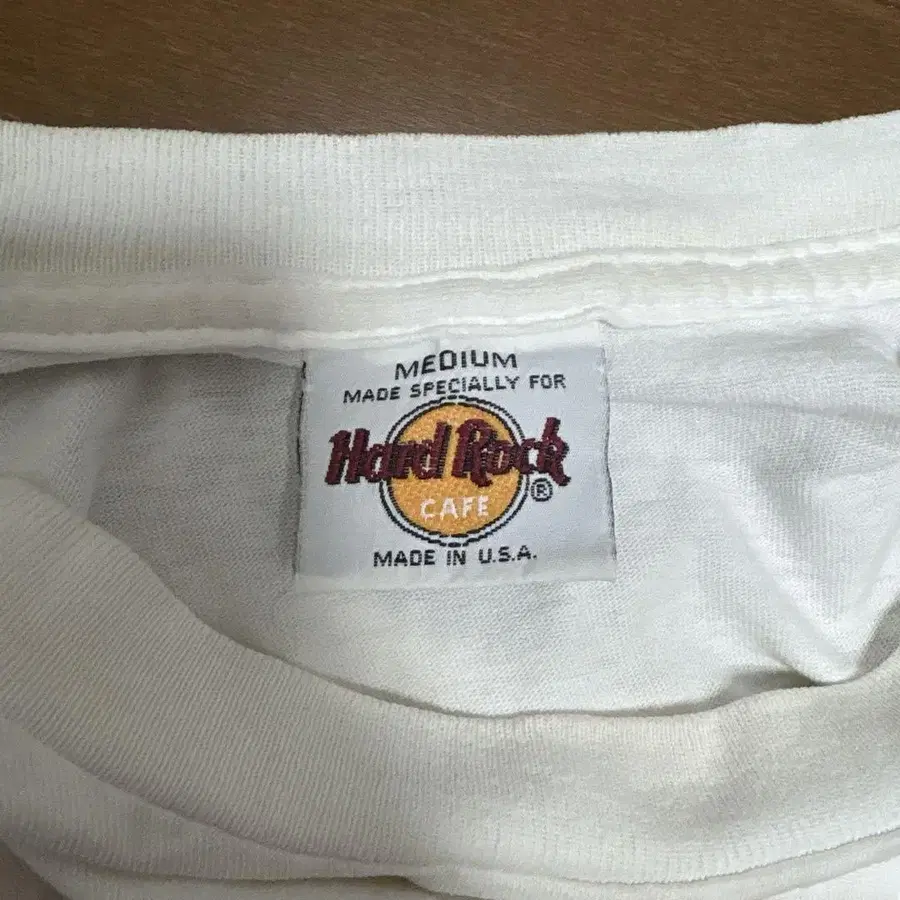 MEDIUM
MADE SPECIALLY FOR
Hard Rock
CAFE ®
MADE IN U.S.A.